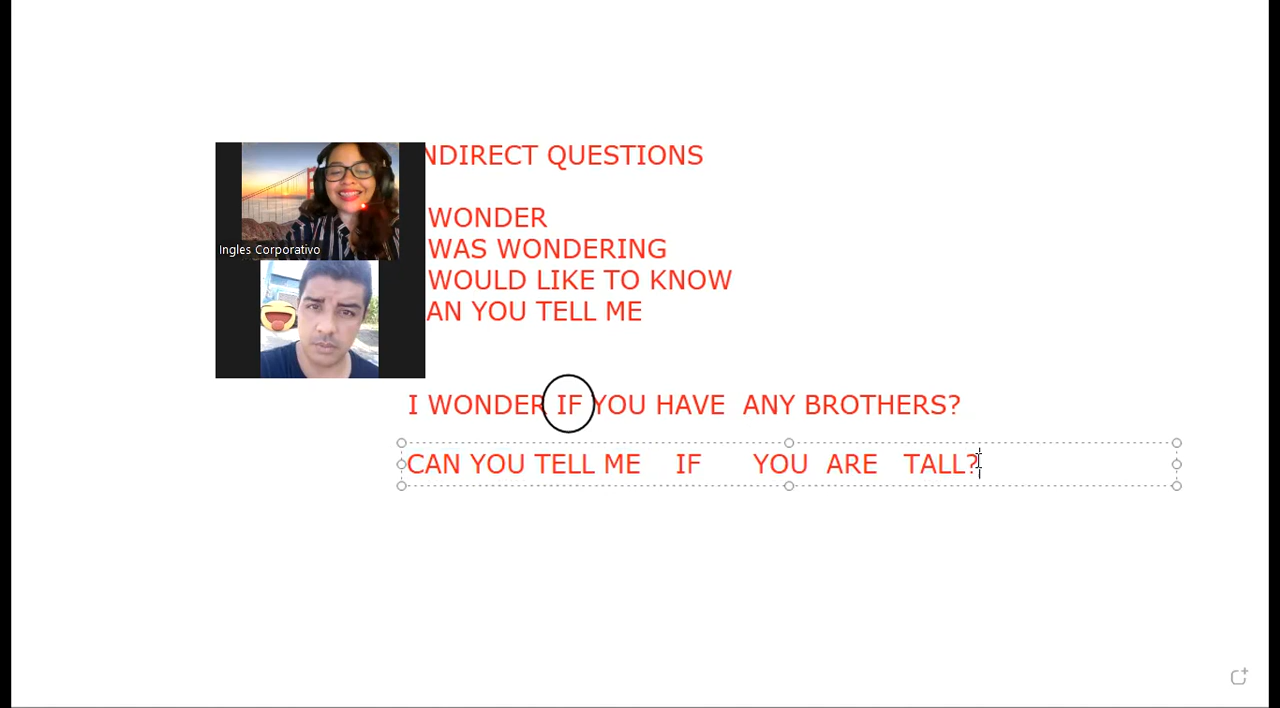 NDIRECT QUESTIONS
WONDER
WAS WONDERING
WOULD LIKE TO KNOW
AN YOU TELL ME
Ingles Corporativo
I WONDER IF YOU HAVE ANY BROTHERS?
CAN YOU TELL ME IF YOU ARE TALL?